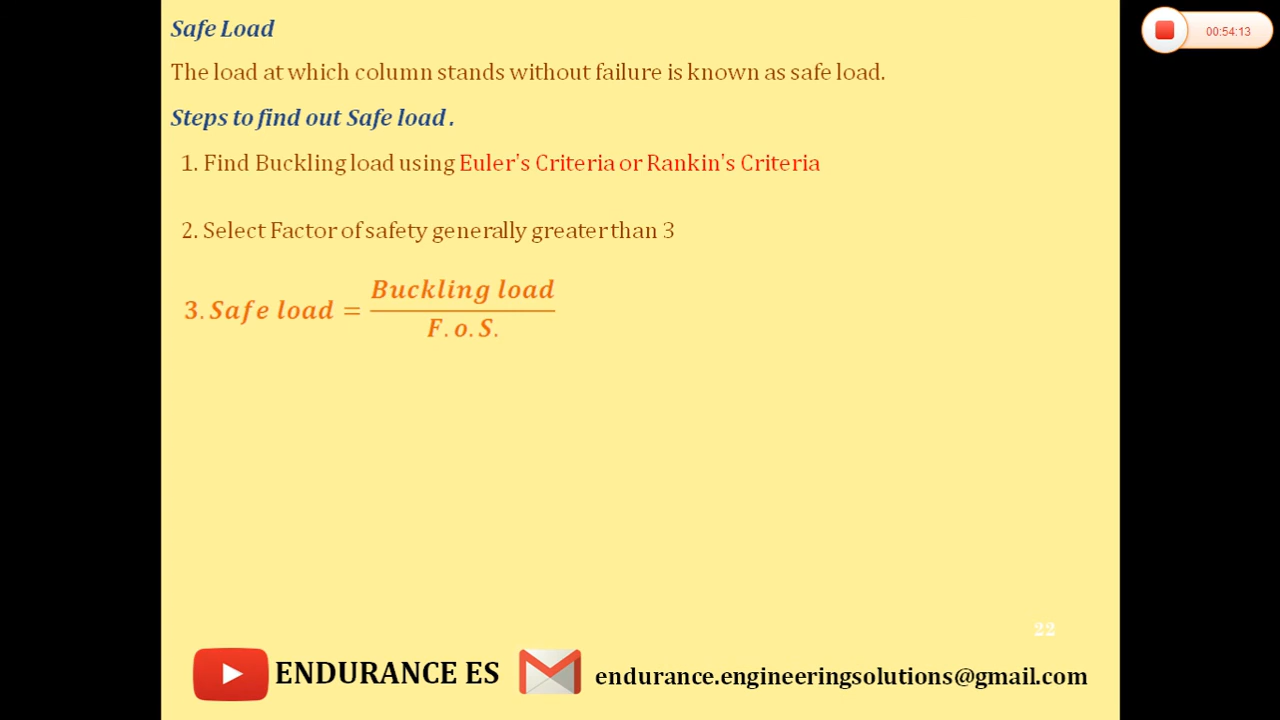 Safe Load
00:54:13
The load at which column stands without failure is known as safe load.
Steps to find out Safe load .
1. Find Buckling load using Euler's Criteria or Rankin's Criteria
2. Select Factor of safety generally greater than 3
3. Safe load = Buckling load / F. o. S.
22
ENDURANCE ES endurance.engineeringsolutions@gmail.com